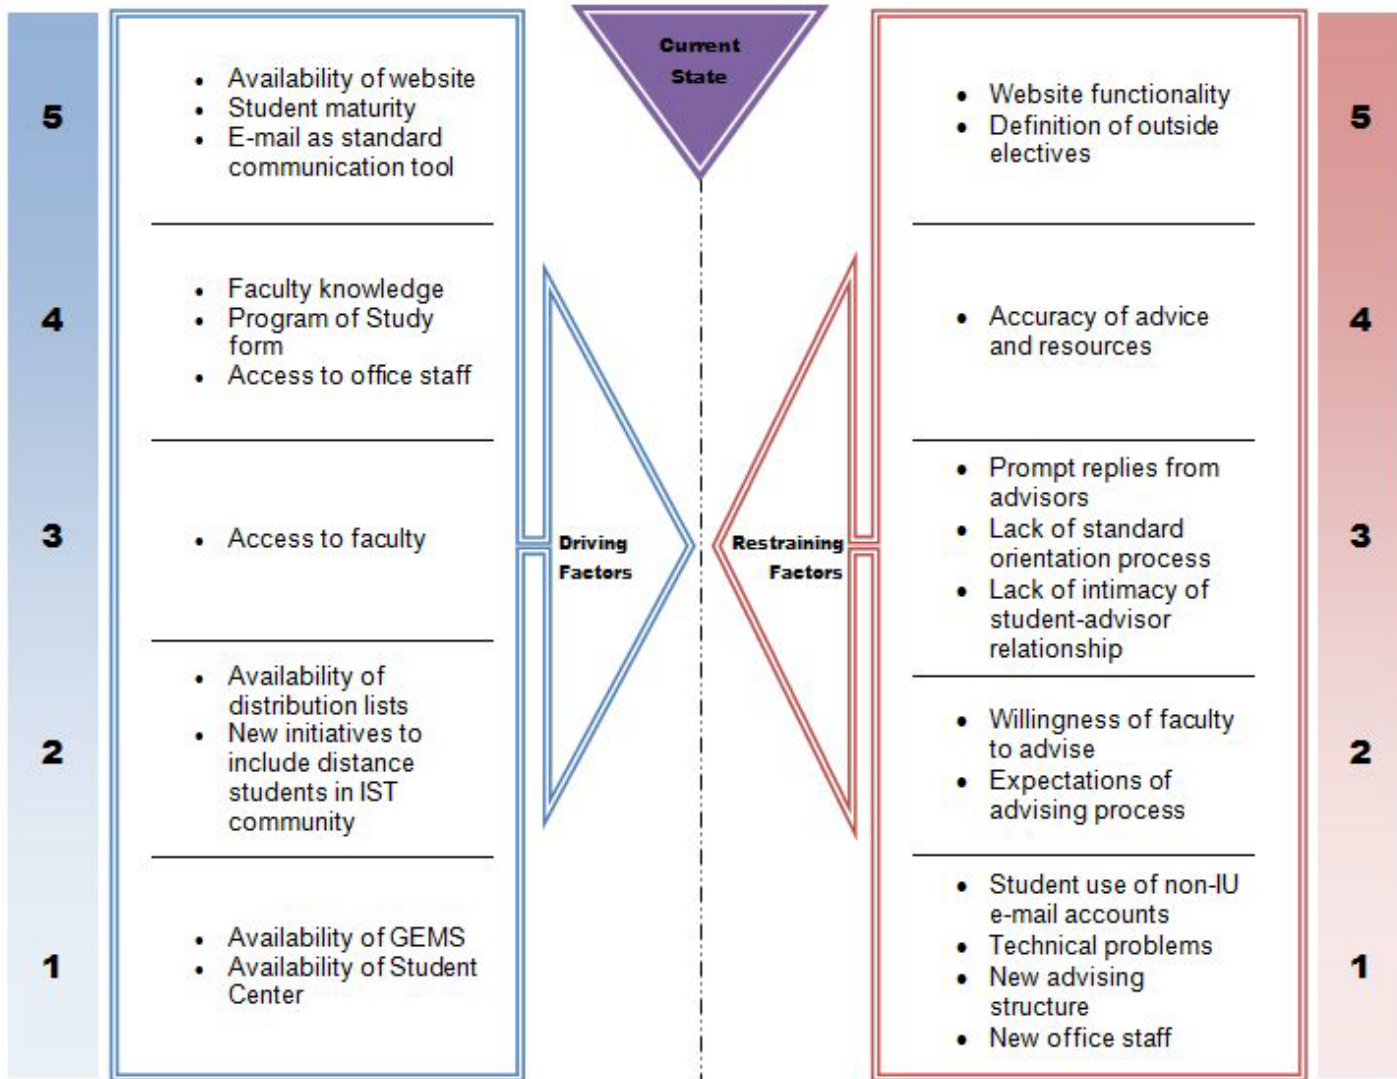 Current
State
5
• Availability of website
• Student maturity
• E-mail as standard
communication tool
4
• Faculty knowledge
• Program of Study
form
• Access to office staff
3
• Access to faculty
2
• Availability of
distribution lists
• New initiatives to
include distance
students in IST
community
1
• Availability of GEMS
• Availability of Student
Center
Driving
Factors
Restraining
Factors
• Website functionality
• Definition of outside
electives
5
• Accuracy of advice
and resources
4
• Prompt replies from
advisors
• Lack of standard
orientation process
• Lack of intimacy of
student-advisor
relationship
3
• Willingness of faculty
to advise
• Expectations of
advising process
2
• Student use of non-IU
e-mail accounts
• Technical problems
• New advising
structure
• New office staff
1